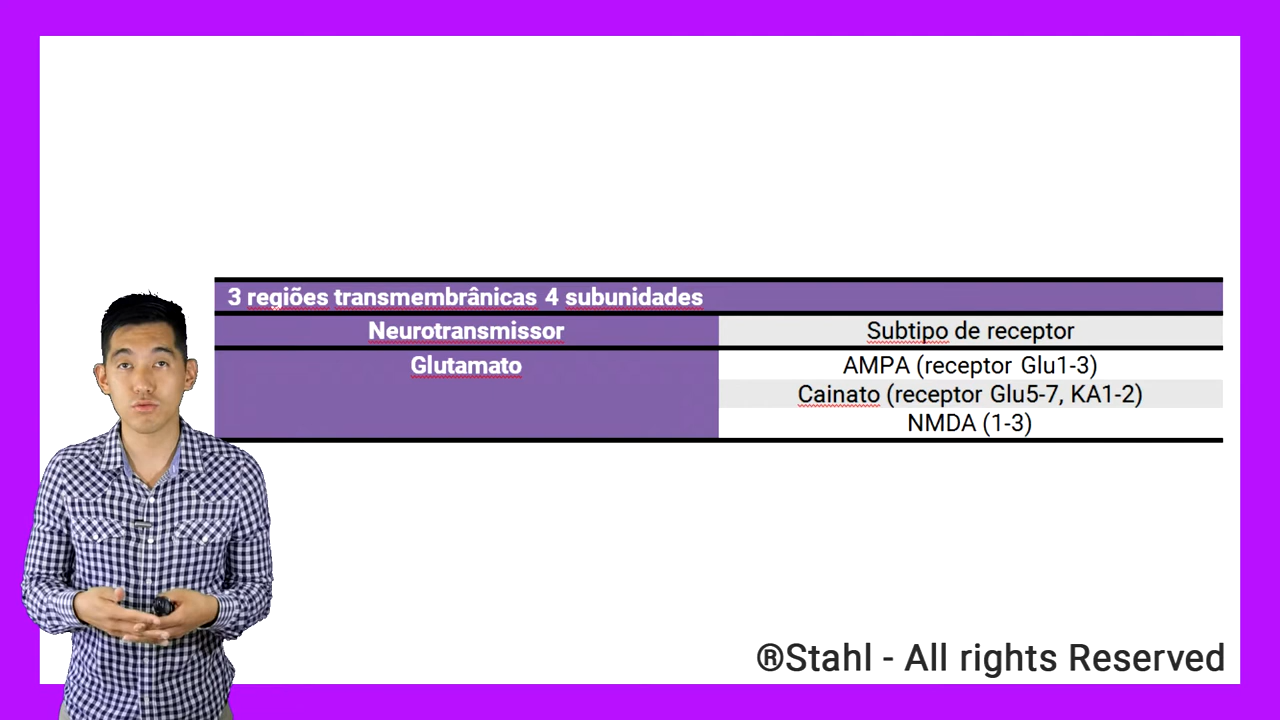 3 regiões transmembrânicas 4 subunidades
Neurotransmissor Subtipo de receptor
Glutamato AMPA (receptor Glu1-3)
Cainato (receptor Glu5-7, KA1-2)
NMDA (1-3)
®Stahl - All rights Reserved